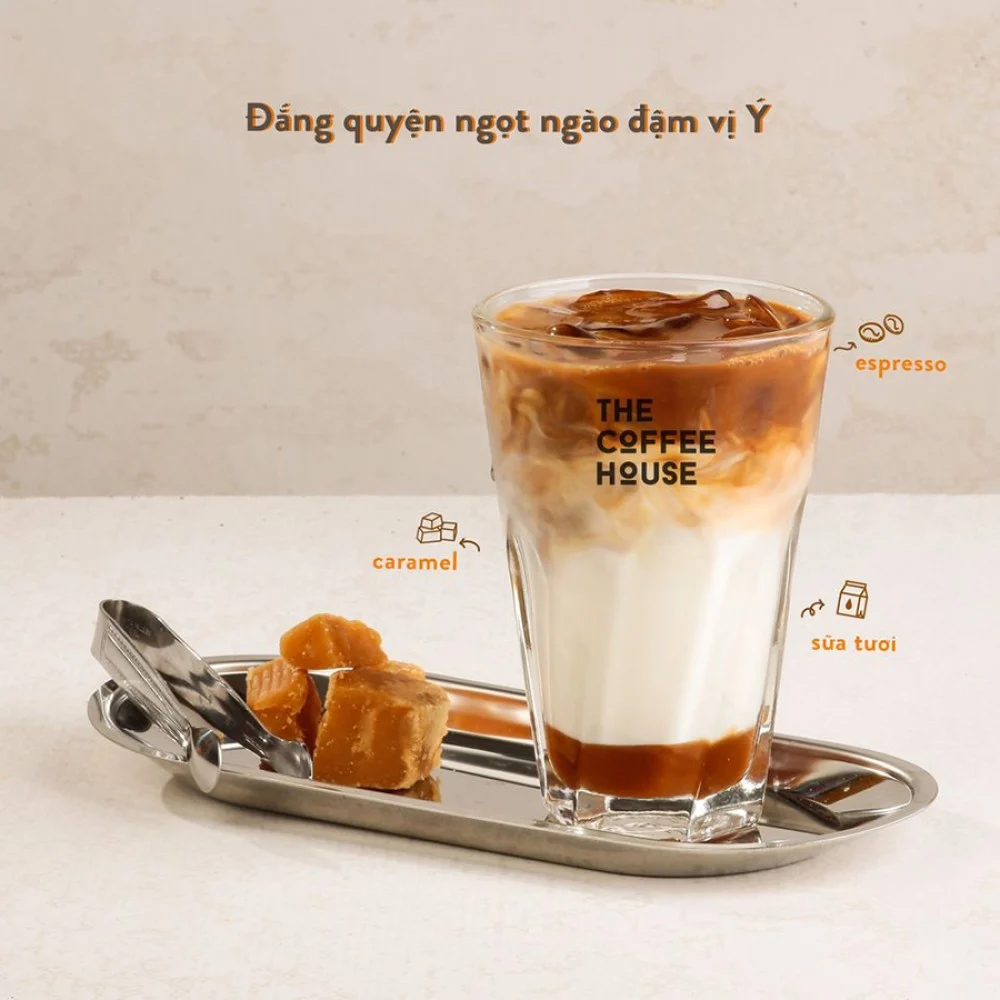 Đắng quyện ngọt ngào đậm vị Ý
espresso
THE
COFFEE
HOUSE
caramel
sữa tươi